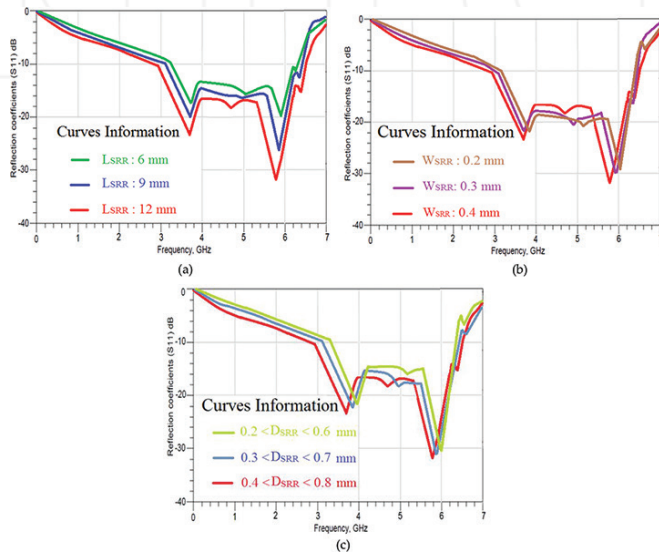 (a)
Reflection coefficients (S11) dB
0
-10
-20
-30
-40
Curves Information
LSRR : 6 mm
LSRR : 9 mm
LSRR : 12 mm
0 1 2 3 4 5 6 7
Frequency, GHz
(a)
Reflection coefficients (S11) dB
0
-10
-20
-30
-40
Curves Information
WSRR : 0.2 mm
WSRR: 0.3 mm
WSRR : 0.4 mm
0 1 2 3 4 5 6
Frequency, GHz
(b)
Reflection coefficients (S11) dB
0
-10
-20
-30
-40
Curves Information
0.2 <DSRR < 0.6 mm
0.3 <DSRR < 0.7 mm
0.4 <DSRR < 0.8 mm
0 1 2 3 4 5 6 7
Frequency, GHz
(c)